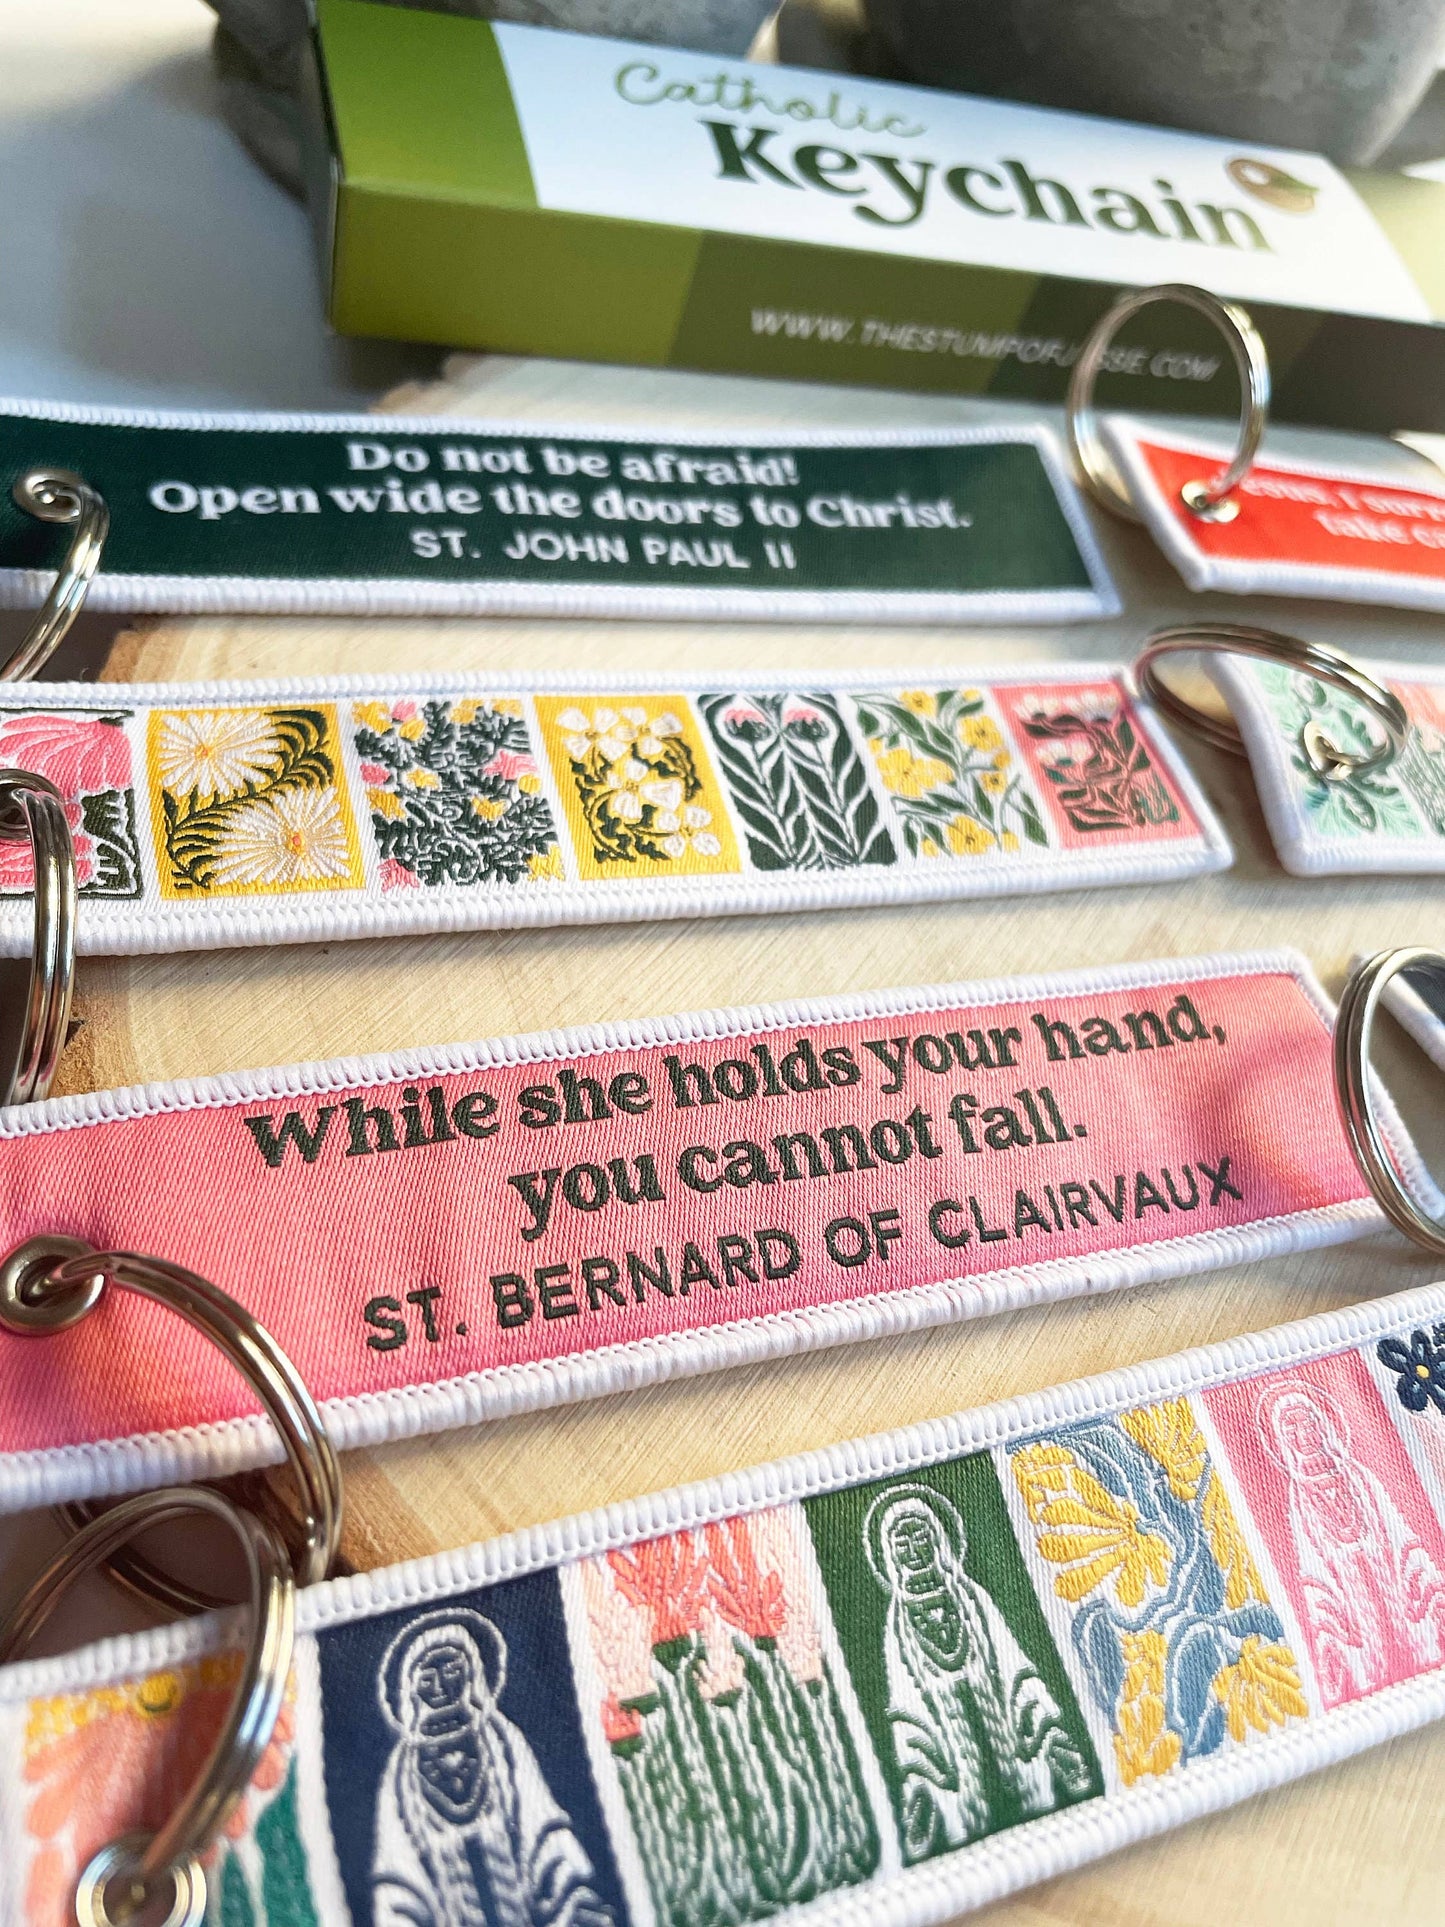 Catholic
Keychain
WWW.THESTUMPOFJESSE.COM/
Do not be afraid!
Open wide the doors to Christ.
ST. JOHN PAUL II
take
While she holds your hand,
you cannot fall.
ST. BERNARD OF CLAIRVAUX